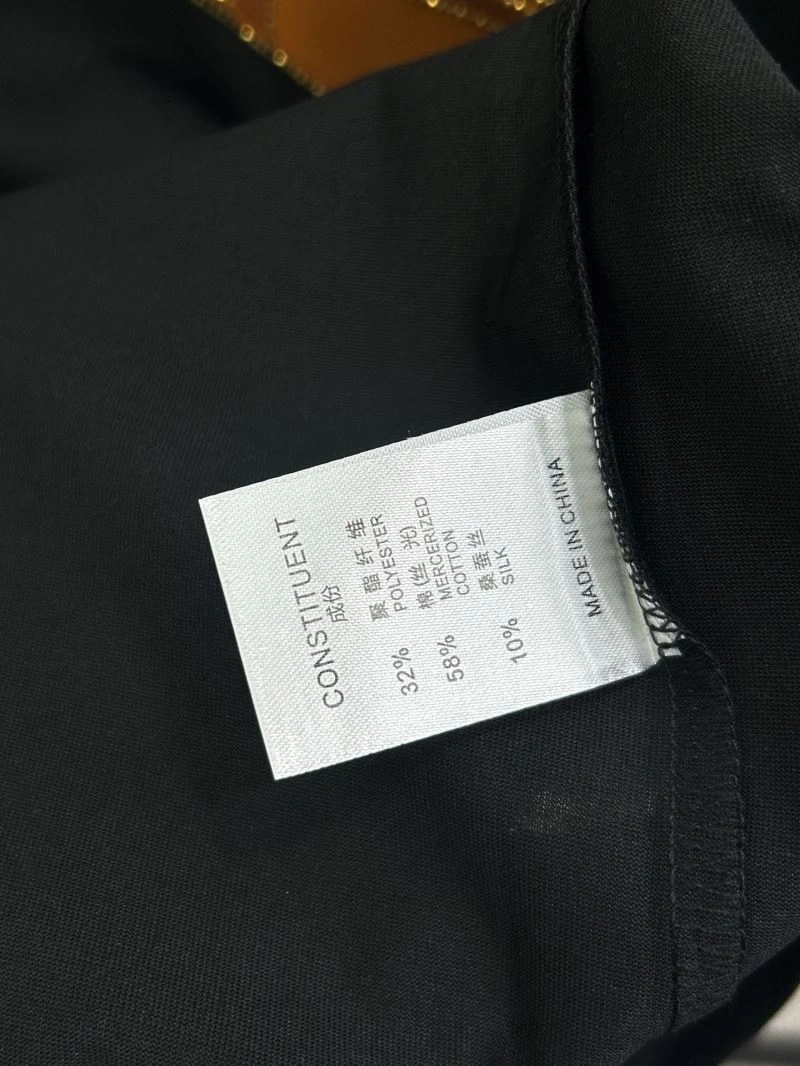 CONSTITUENT
成份
32% 聚酯纤维
POLYESTER
58% 棉(丝 光)
MERCERIZED
COTTON
10% 桑蚕丝
SILK
MADE IN CHINA